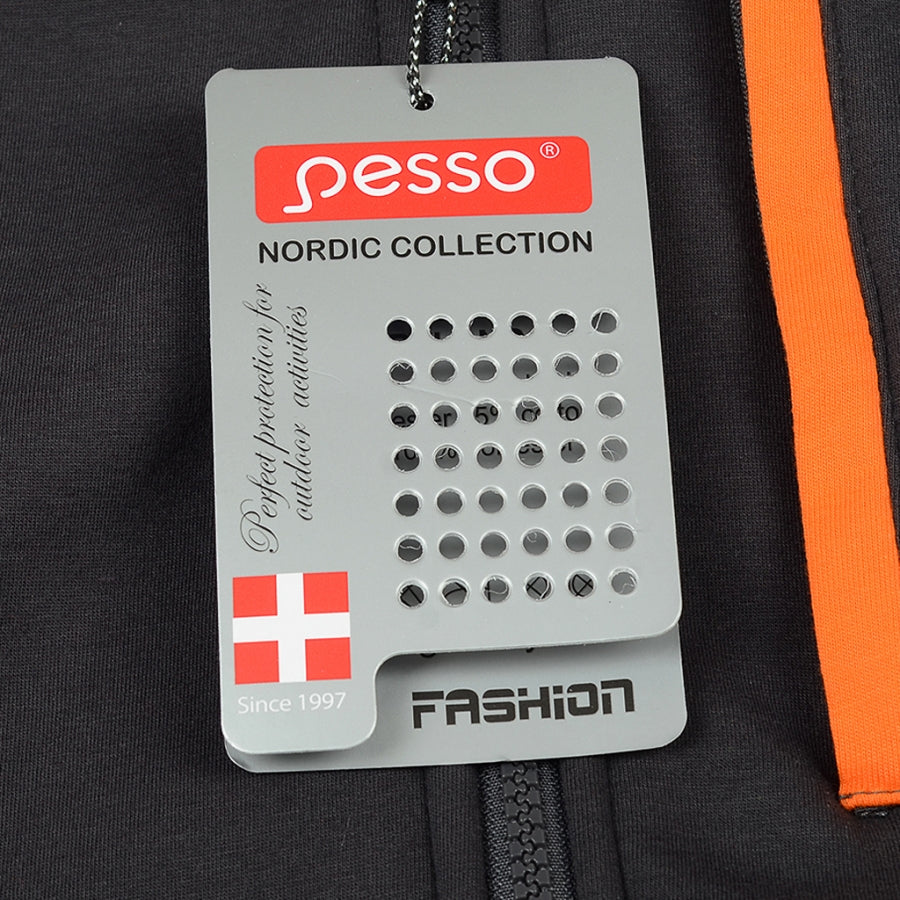 pesso®
NORDIC COLLECTION
Perfect protection for
outdoor activities
Since 1997
FASHION